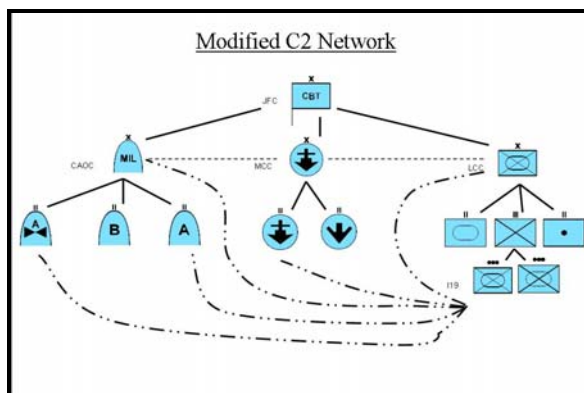 Modified C2 Network
X
JFC
CBT
X
X
X
CAOC
MIL
MCC
LCC
II
II
II
II
II
II
III
II
A
B
A
•••
•••
I19